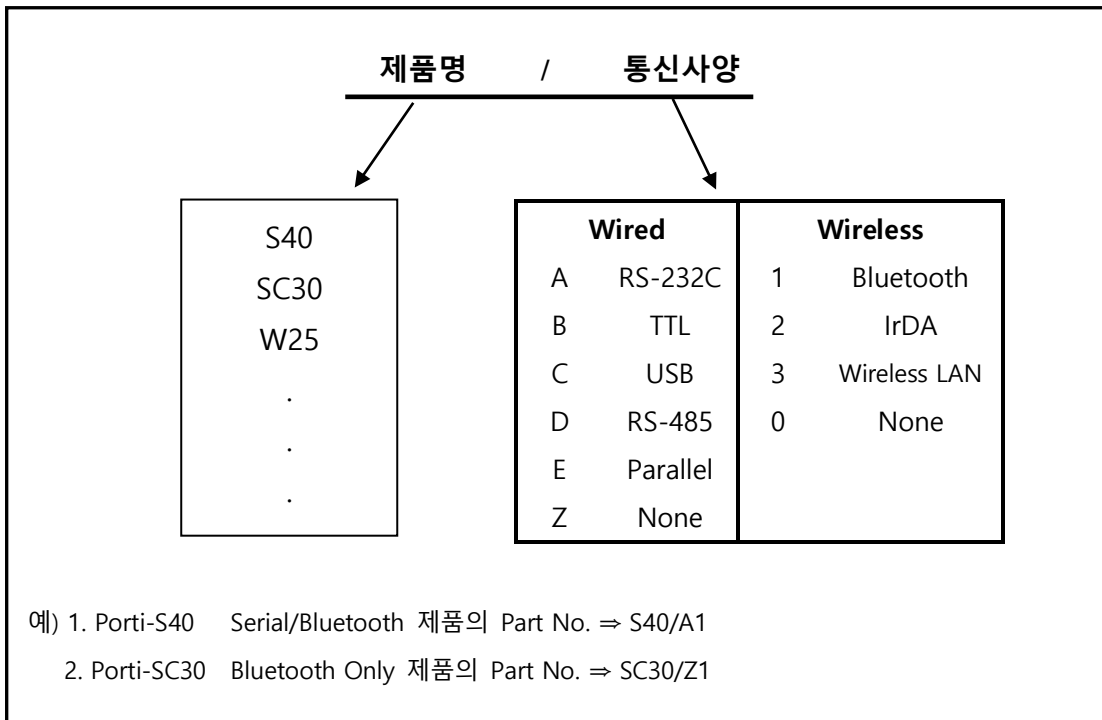 제품명 / 통신사양
S40
SC30
W25
.
.
.
Wired Wireless
A RS-232C 1 Bluetooth
B TTL 2 IrDA
C USB 3 Wireless LAN
D RS-485 0 None
E Parallel
Z None
예) 1. Porti-S40 Serial/Bluetooth 제품의 Part No. ⇒ S40/A1
2. Porti-SC30 Bluetooth Only 제품의 Part No. ⇒ SC30/Z1